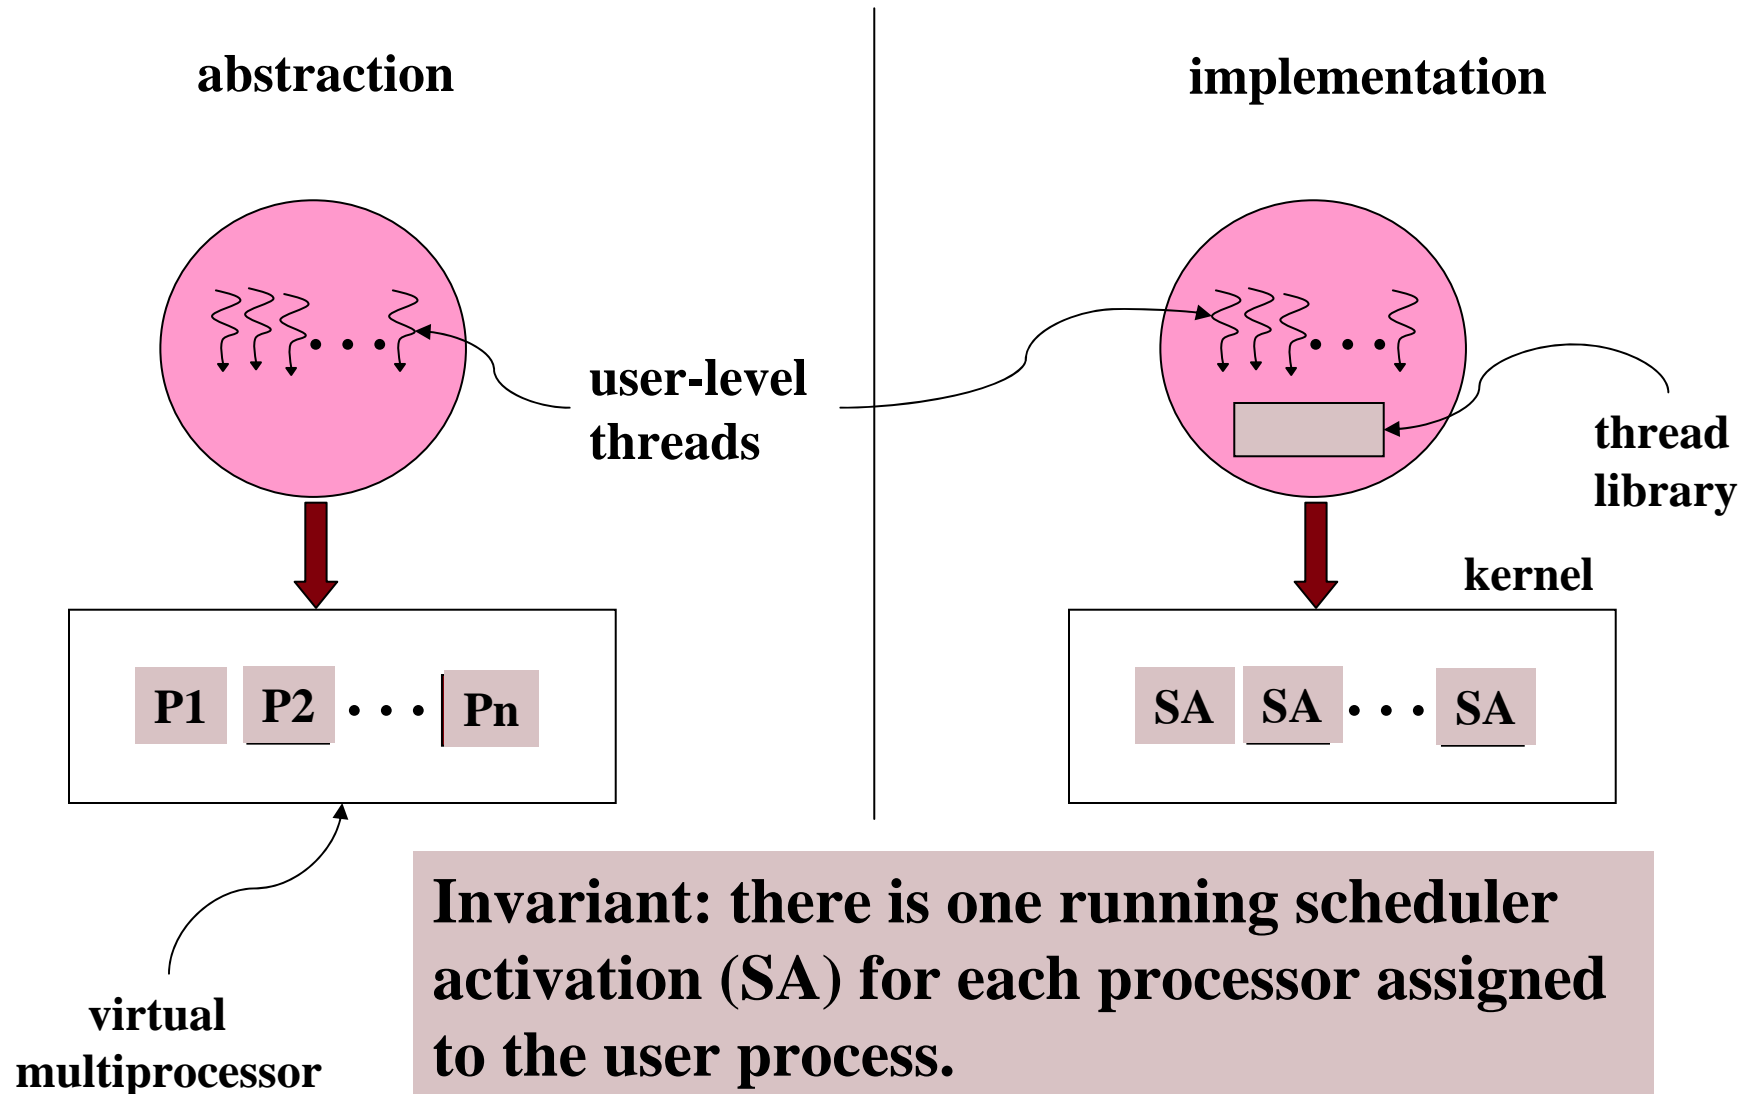 abstraction
implementation
user-level
threads
thread
library
kernel
P1 P2 • • • Pn
SA SA • • • SA
virtual
multiprocessor
Invariant: there is one running scheduler
activation (SA) for each processor assigned
to the user process.